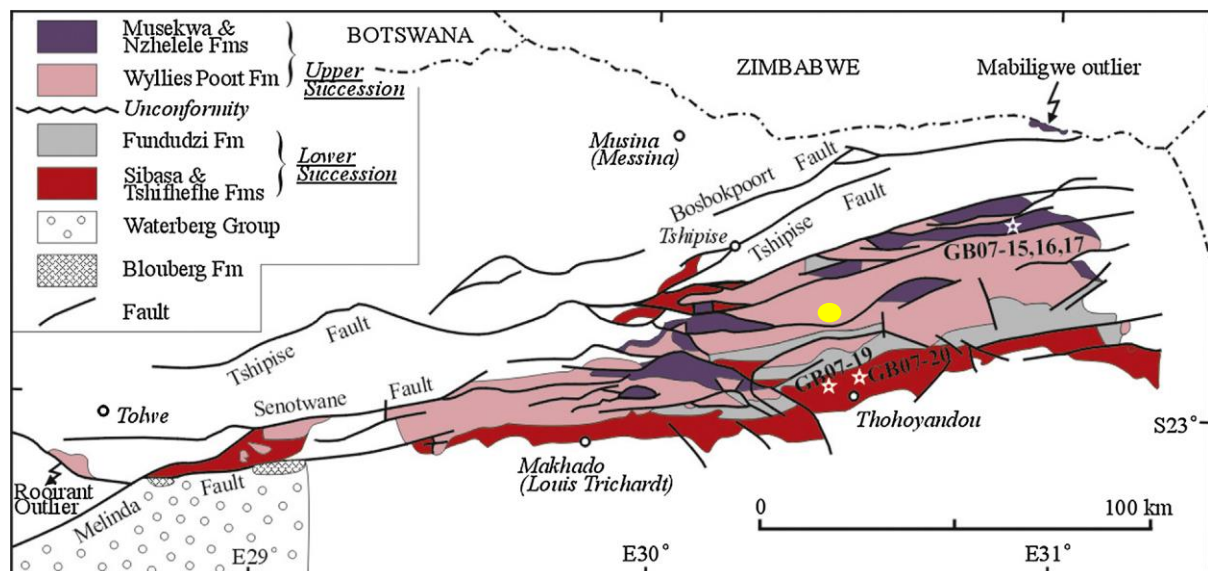 Musekwa &
Nzhelele Fms
Wyllies Poort Fm
Upper
Succession
Unconformity
Fundudzi Fm
Sibasa &
Tshifhefhe Fms
Lower
Succession
Waterberg Group
Blouberg Fm
Fault
BOTSWANA
ZIMBABWE
Mabiligwe outlier
Musina
(Messina)
Bosbokpoort Fault
Tshipise
Tshipise Fault
GB07-15,16,17
Tshipise Fault
GB07-19
GB07-20
Thohoyandou
Senotwane Fault
Tolwe
S23°
Makhado
(Louis Trichardt)
Rooirant
Outlier
Melinda Fault
0 100 km
E29° E30° E31°